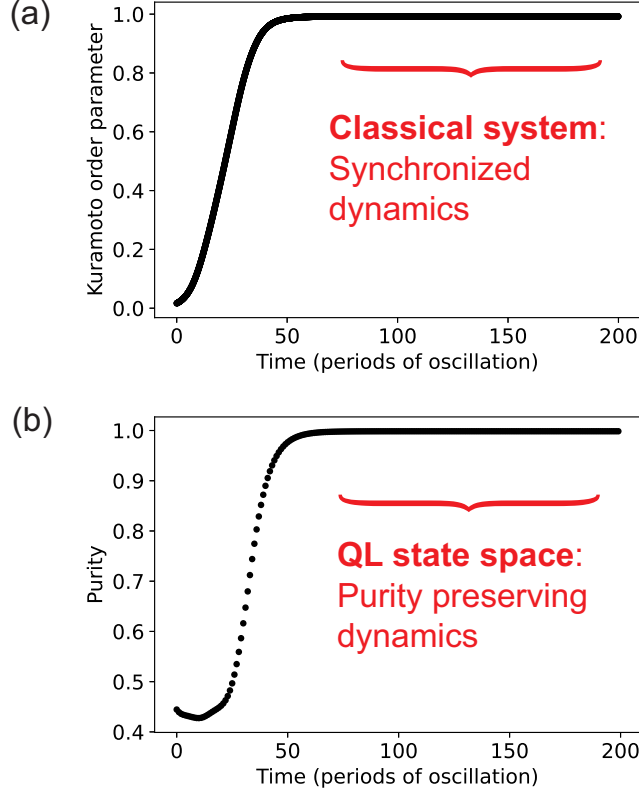 (a)
Kuramoto order parameter
1.0
0.8
0.6
0.4
0.2
0.0
Classical system:
Synchronized
dynamics
0 50 100 150 200
Time (periods of oscillation)
(b)
Purity
1.0
0.9
0.8
0.7
0.6
0.5
0.4
QL state space:
Purity preserving
dynamics
0 50 100 150 200
Time (periods of oscillation)